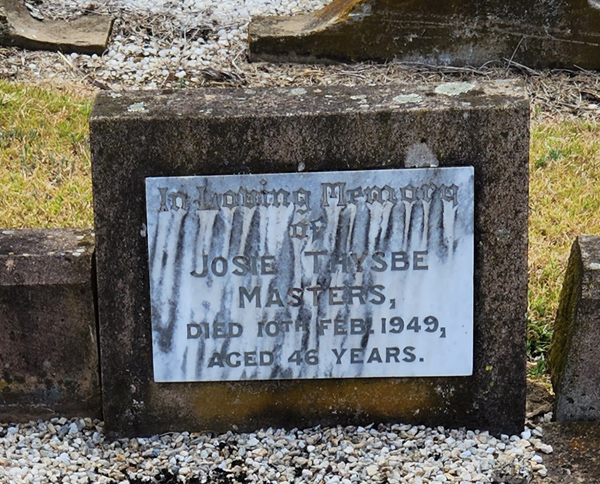 In Loving Memory
of
JOSIE THYSBE
MASTERS,
DIED 10TH FEB. 1949,
AGED 46 YEARS.